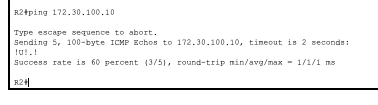 R2#ping 172.30.100.10
Type escape sequence to abort.
Sending 5, 100-byte ICMP Echos to 172.30.100.10, timeout is 2 seconds:
!U!.!
Success rate is 60 percent (3/5), round-trip min/avg/max = 1/1/1 ms
R2#